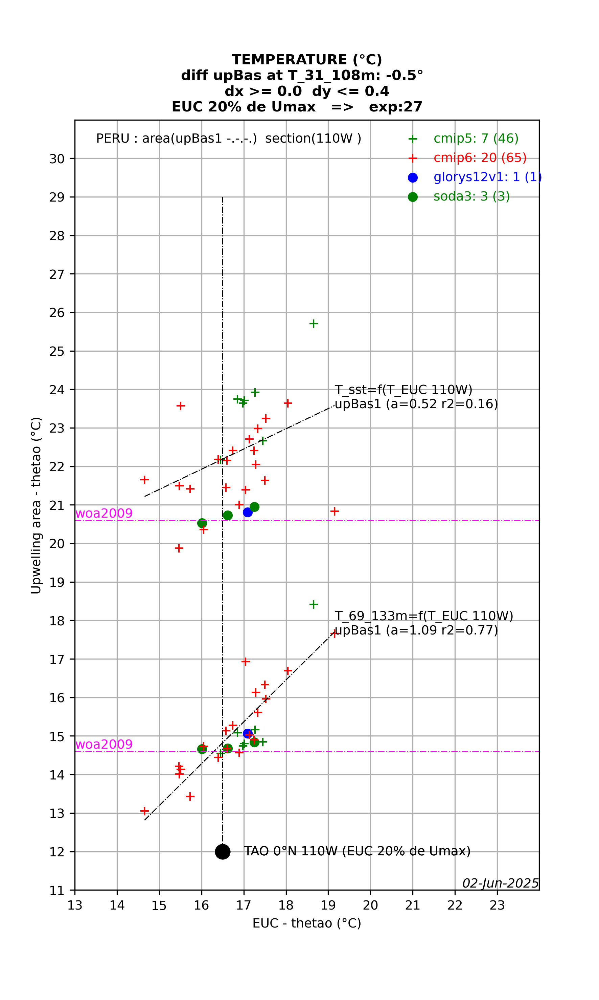 TEMPERATURE (°C)
diff upBas at T_31_108m: -0.5°
dx >= 0.0  dy <= 0.4
EUC 20% de Umax   =>   exp:27
PERU : area(upBas1 -.-.-.)  section(110W )
cmip5: 7 (46)
cmip6: 20 (65)
glorys12v1: 1 (1)
soda3: 3 (3)
30
29
28
27
26
25
24
23
22
21
20
19
18
17
16
15
14
13
12
11
Upwelling area - thetao (°C)
T_sst=f(T_EUC 110W)
upBas1 (a=0.52 r2=0.16)
woa2009
T_69_133m=f(T_EUC 110W)
upBas1 (a=1.09 r2=0.77)
woa2009
TAO 0°N 110W (EUC 20% de Umax)
02-Jun-2025
13 14 15 16 17 18 19 20 21 22 23
EUC - thetao (°C)